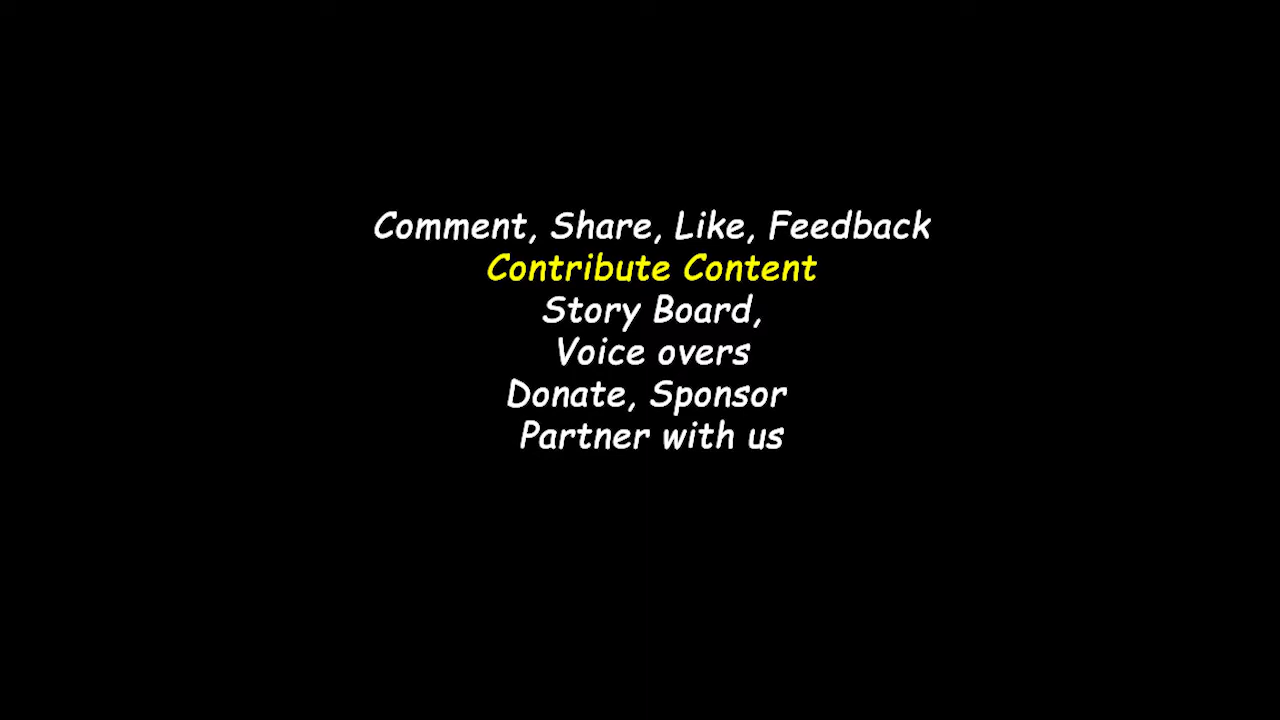 Comment, Share, Like, Feedback
Contribute Content
Story Board,
Voice overs
Donate, Sponsor
Partner with us